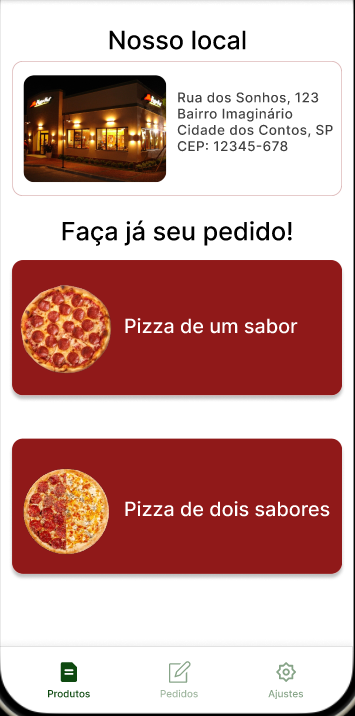 Nosso local
Rua dos Sonhos, 123
Bairro Imaginário
Cidade dos Contos, SP
CEP: 12345-678
Faça já seu pedido!
Pizza de um sabor
Pizza de dois sabores
Produtos
Pedidos
Ajustes